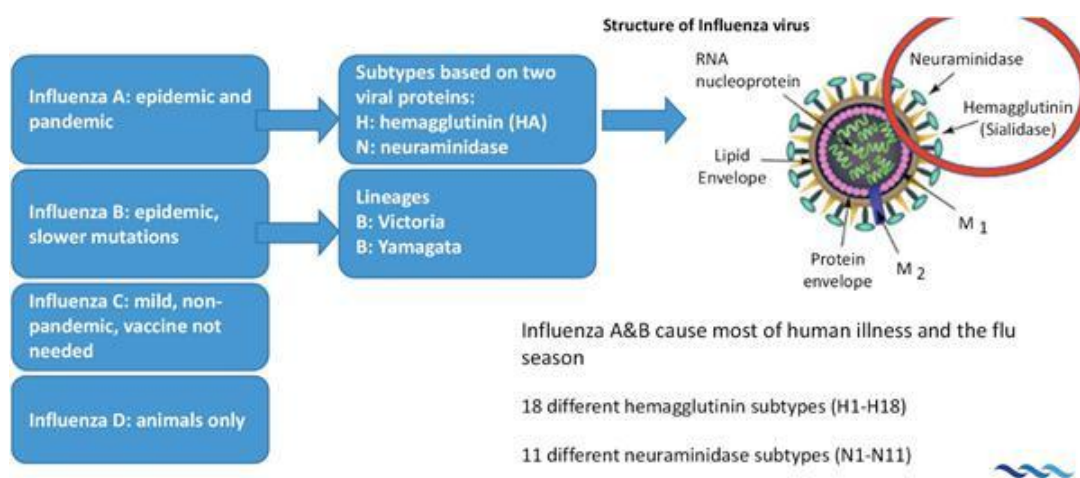 Structure of Influenza virus
Influenza A: epidemic and
pandemic
Subtypes based on two
viral proteins:
H: hemagglutinin (HA)
N: neuraminidase
Influenza B: epidemic,
slower mutations
Lineages
B: Victoria
B: Yamagata
Influenza C: mild, non-
pandemic, vaccine not
needed
Influenza D: animals only
RNA
nucleoprotein
Neuraminidase
Hemagglutinin
(Sialidase)
Lipid
Envelope
M 1
Protein
envelope
M 2
Influenza A&B cause most of human illness and the flu
season
18 different hemagglutinin subtypes (H1-H18)
11 different neuraminidase subtypes (N1-N11)